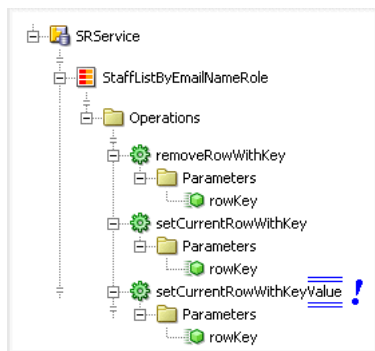 SRService
StaffListByEmailNameRole
Operations
removeRowWithKey
Parameters
rowKey
setCurrentRowWithKey
Parameters
rowKey
setCurrentRowWithKeyValue !
Parameters
rowKey